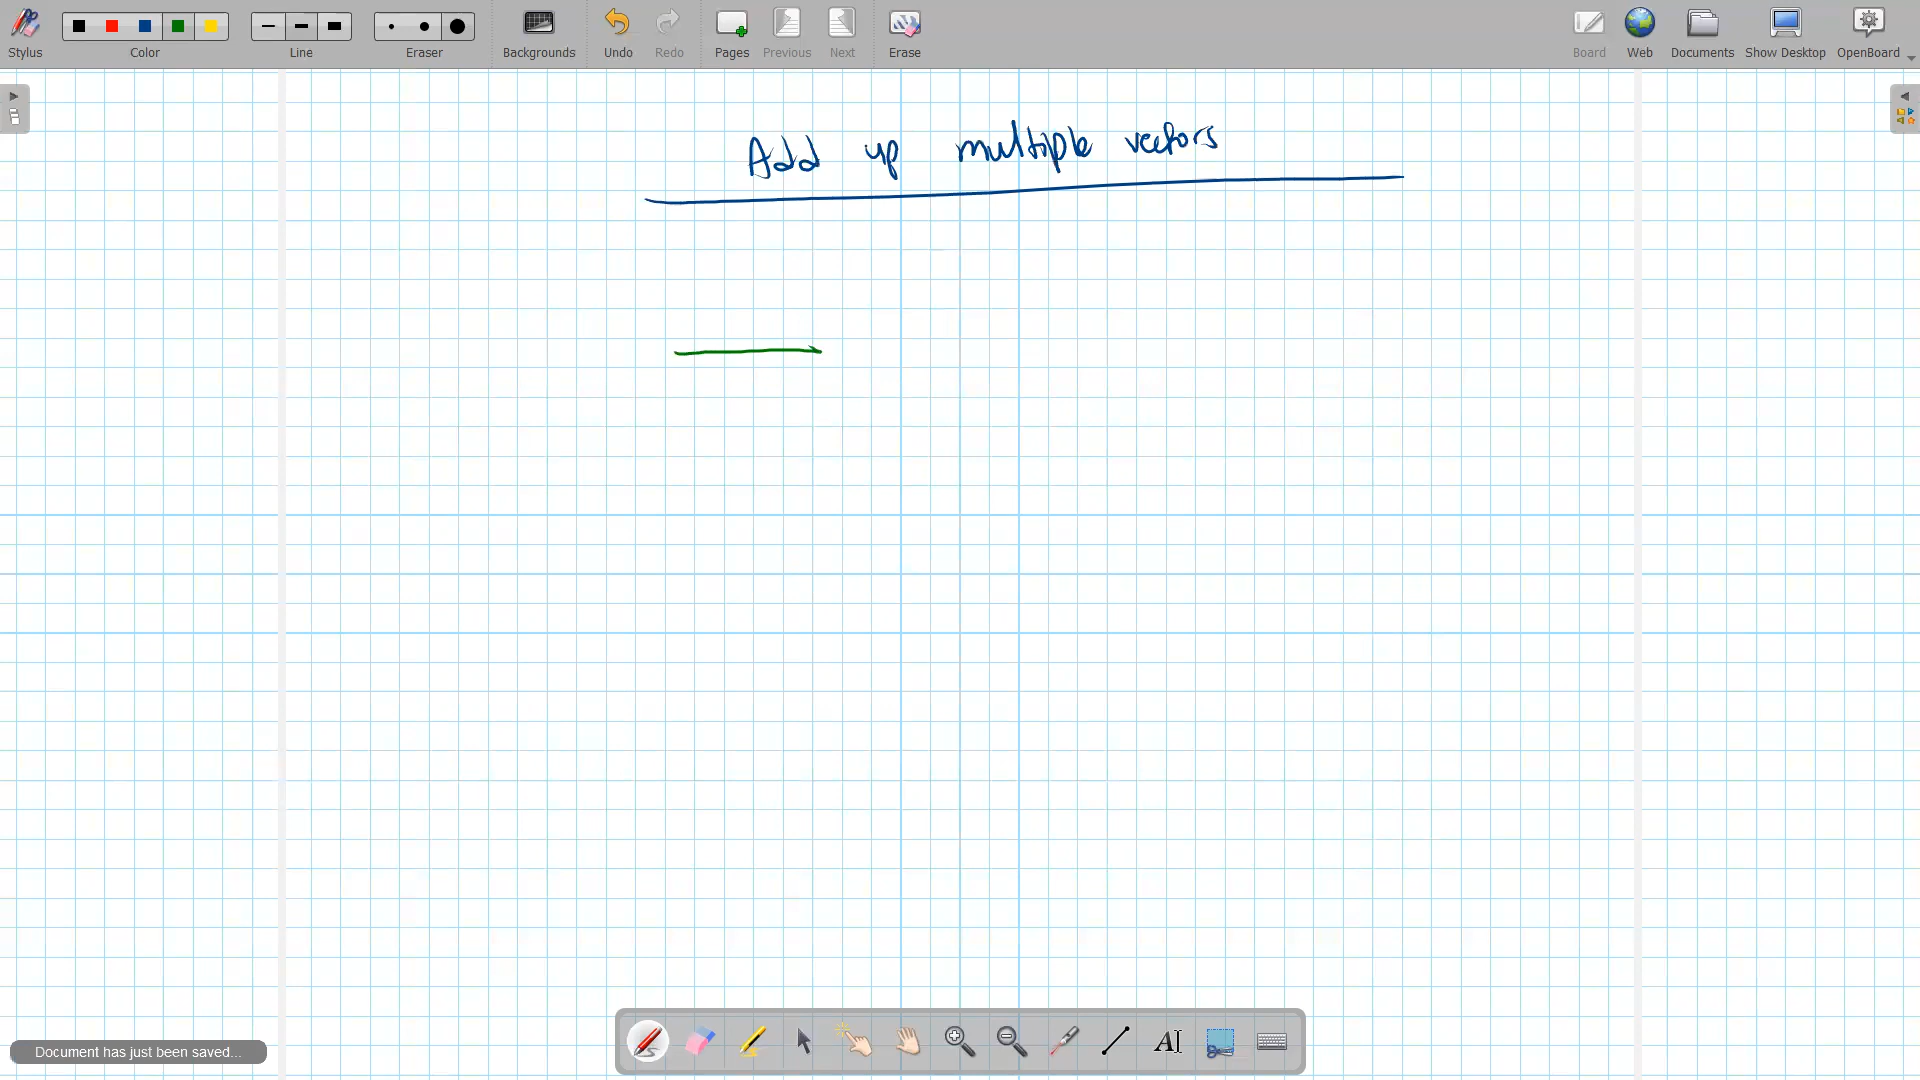 Stylus Color Line Eraser Backgrounds Undo Redo Pages Previous Next Erase Board Web Documents Show Desktop OpenBoard
Add up multiple vectors
AI
Document has just been saved...